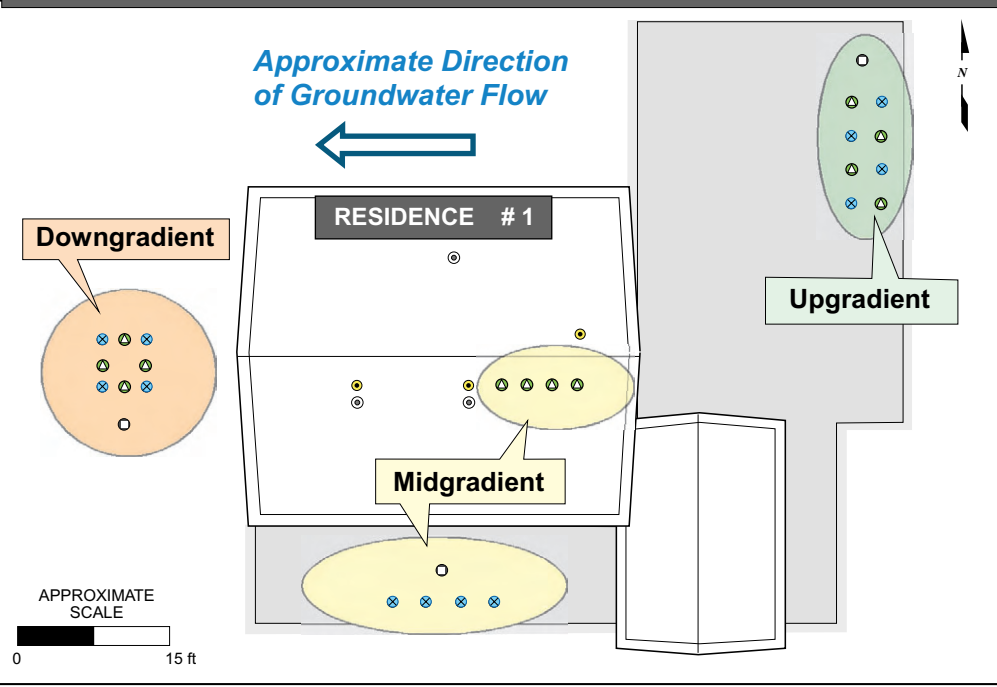 Approximate Direction
of Groundwater Flow
N
RESIDENCE # 1
Downgradient
Upgradient
Midgradient
APPROXIMATE
SCALE
0 15 ft